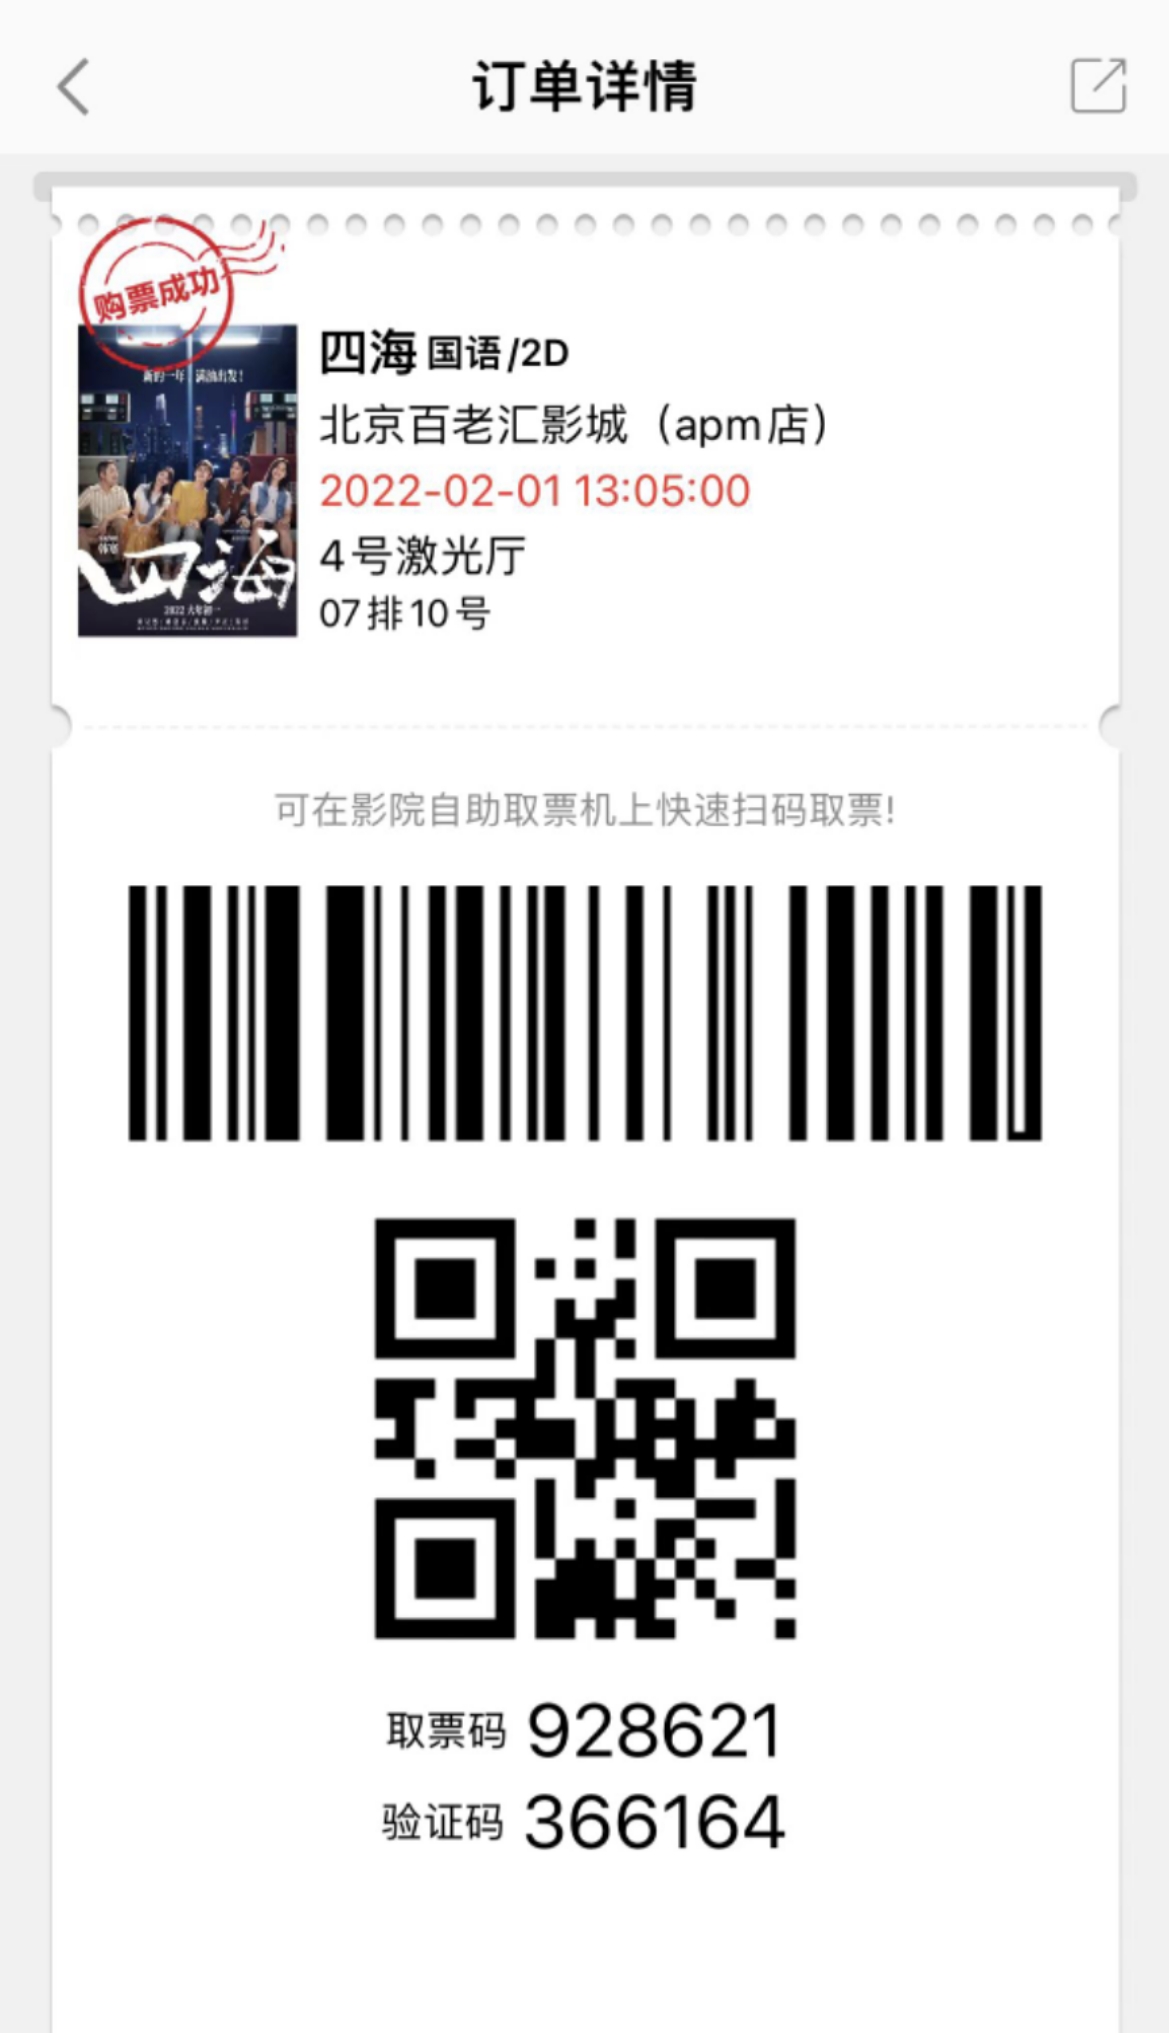 订单详情
购票成功
新的一年 满油出发!
四海
2022 大年初一
四海 国语/2D
北京百老汇影城（apm店）
2022-02-01 13:05:00
4号激光厅
07排10号
可在影院自助取票机上快速扫码取票!
取票码 928621
验证码 366164